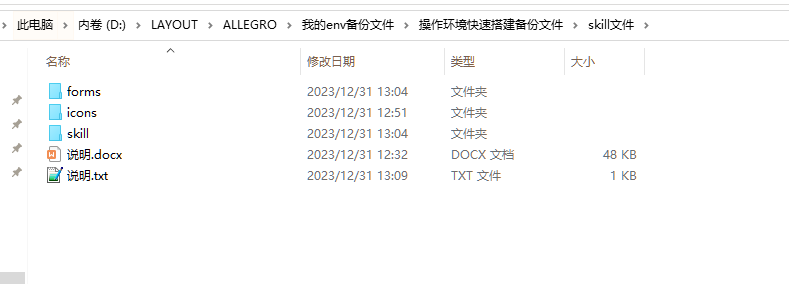 此电脑 > 内卷 (D:) > LAYOUT > ALLEGRO > 我的env备份文件 > 操作环境快速搭建备份文件 > skill文件 >
名称 修改日期 类型 大小
forms 2023/12/31 13:04 文件夹
icons 2023/12/31 12:51 文件夹
skill 2023/12/31 13:04 文件夹
说明.docx 2023/12/31 12:32 DOCX 文档 48 KB
说明.txt 2023/12/31 13:09 TXT 文件 1 KB